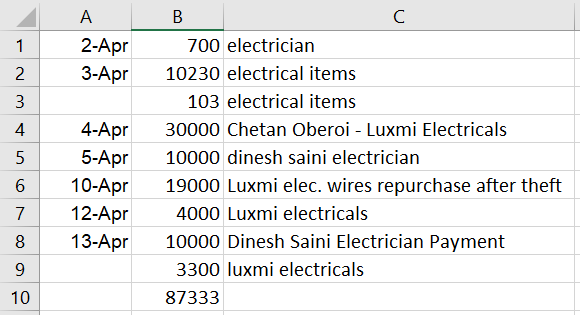 A B C
1 2-Apr 700 electrician
2 3-Apr 10230 electrical items
3 103 electrical items
4 4-Apr 30000 Chetan Oberoi - Luxmi Electricals
5 5-Apr 10000 dinesh saini electrician
6 10-Apr 19000 Luxmi elec. wires repurchase after theft
7 12-Apr 4000 Luxmi electricals
8 13-Apr 10000 Dinesh Saini Electrician Payment
9 3300 luxmi electricals
10 87333